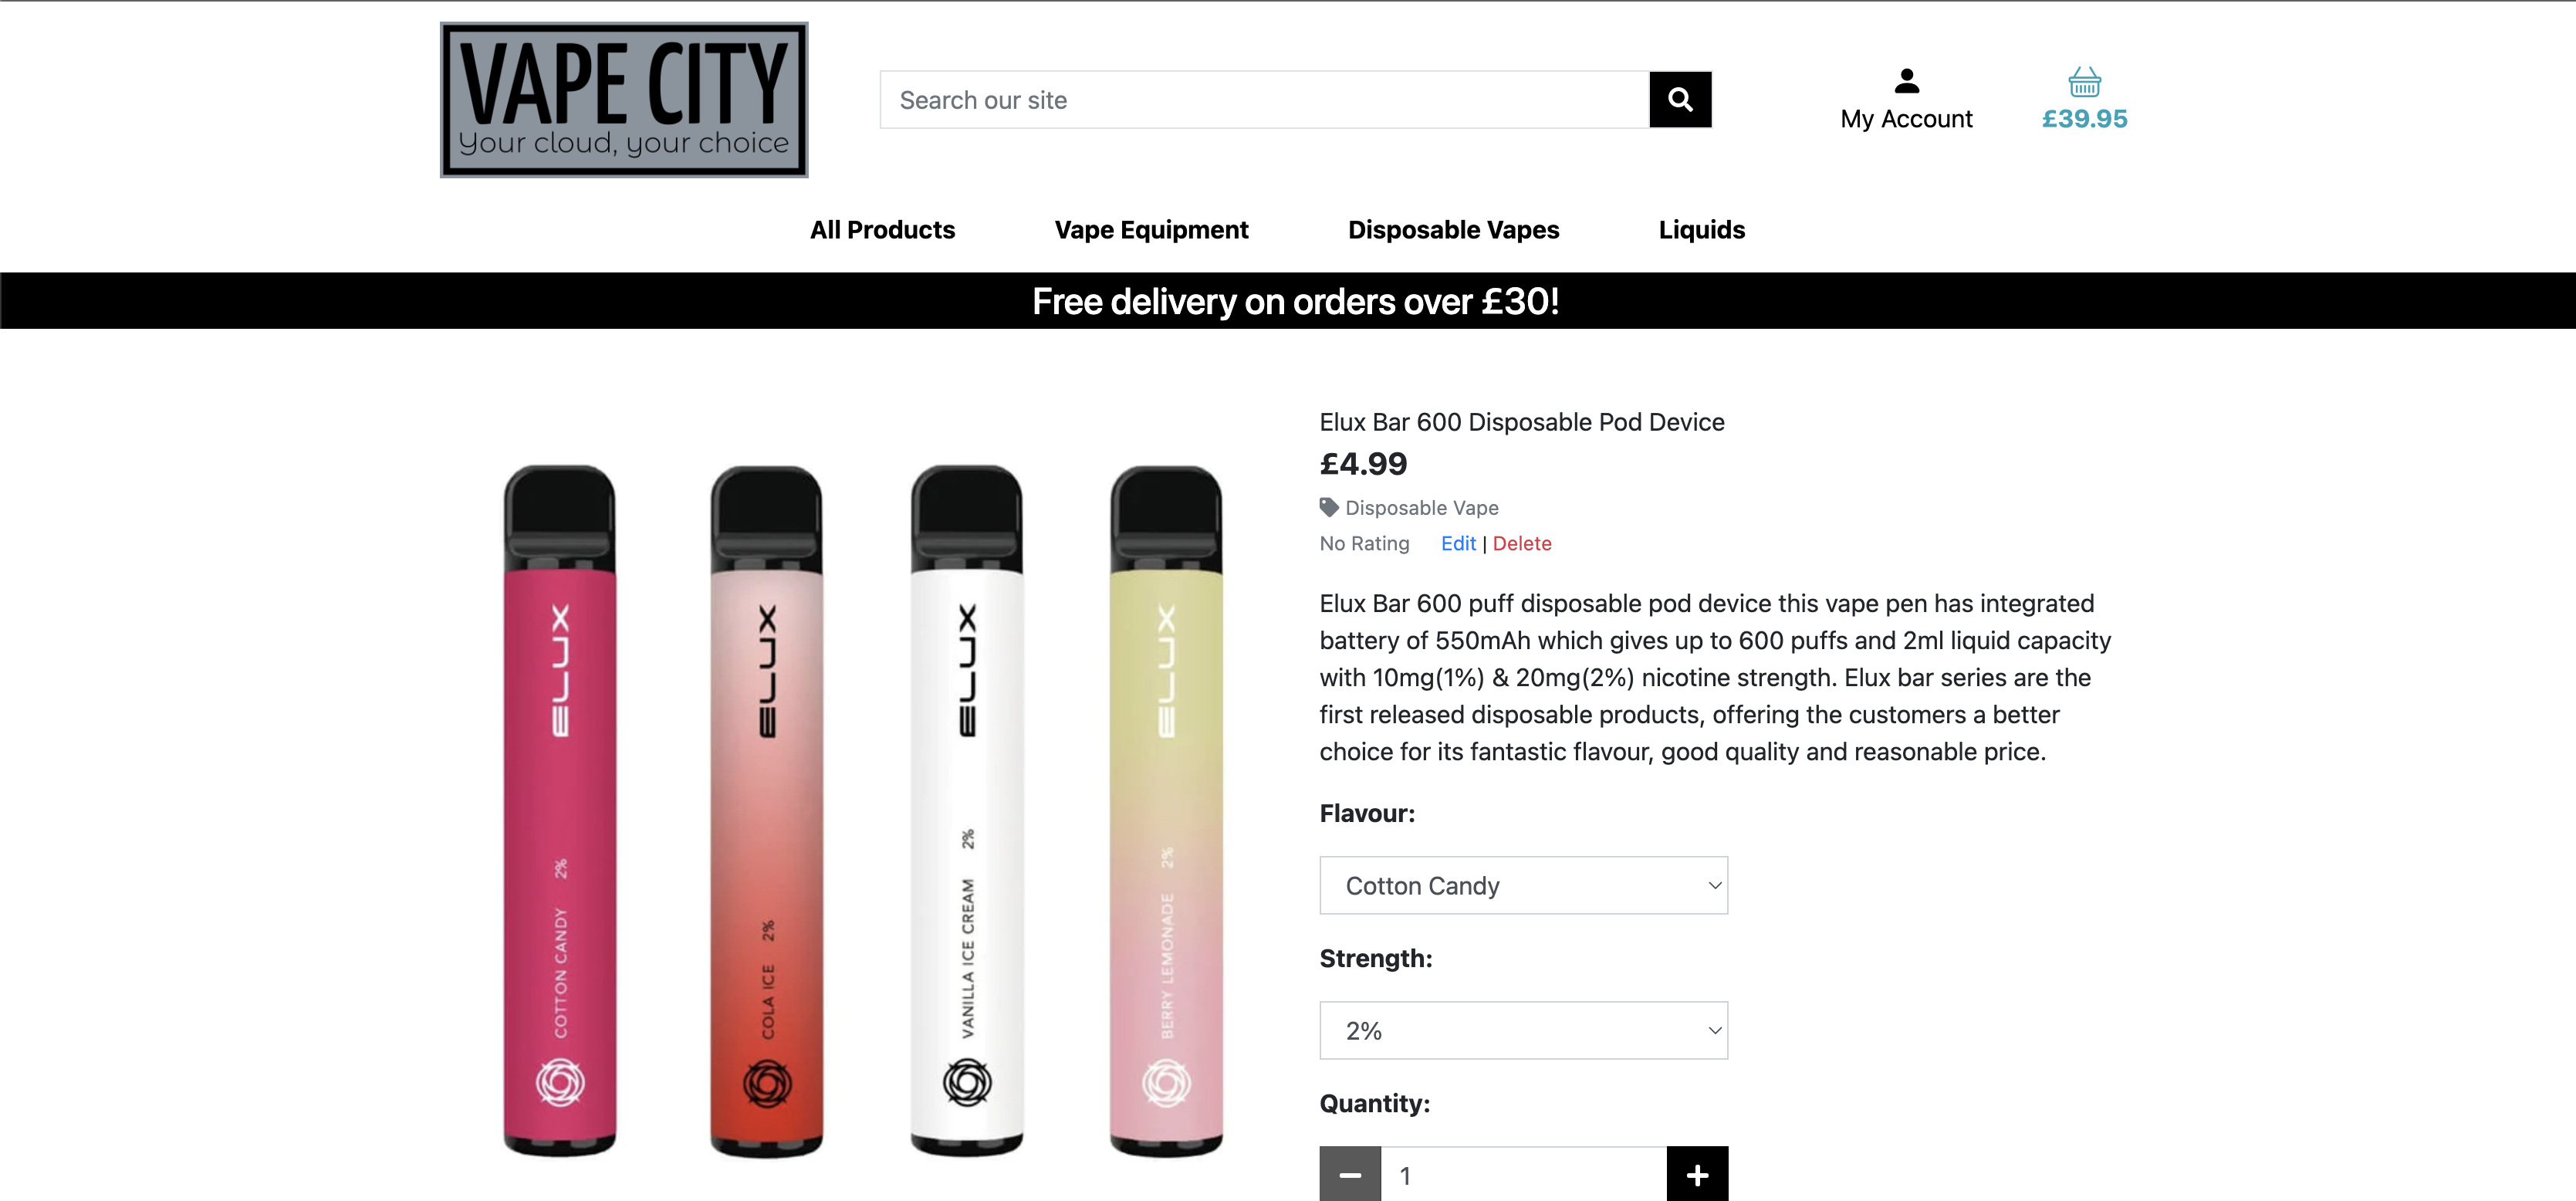 VAPE CITY
Your cloud, your choice
Search our site
My Account
£39.95
All Products
Vape Equipment
Disposable Vapes
Liquids
Free delivery on orders over £30!
ELUX
COTTON CANDY 2%
ELUX
COLA ICE 2%
ELUX
VANILLA ICE CREAM 2%
ELUX
BERRY LEMONADE 2%
Elux Bar 600 Disposable Pod Device
£4.99
Disposable Vape
No Rating Edit | Delete
Elux Bar 600 puff disposable pod device this vape pen has integrated
battery of 550mAh which gives up to 600 puffs and 2ml liquid capacity
with 10mg(1%) & 20mg(2%) nicotine strength. Elux bar series are the
first released disposable products, offering the customers a better
choice for its fantastic flavour, good quality and reasonable price.
Flavour:
Cotton Candy
Strength:
2%
Quantity:
1